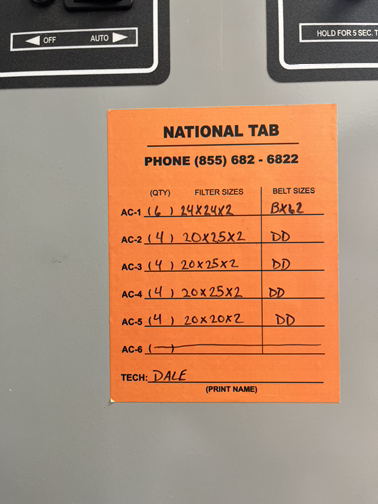 OFF AUTO
HOLD FOR 5 SEC. T
NATIONAL TAB
PHONE (855) 682 - 6822
(QTY) FILTER SIZES BELT SIZES
AC-1 (6) 24X24X2 BX62
AC-2 (4) 20X25X2 DD
AC-3 (4) 20X25X2 DD
AC-4 (4) 20X25X2 DD
AC-5 (4) 20X20X2 DD
AC-6 (—)
TECH: DALE
(PRINT NAME)